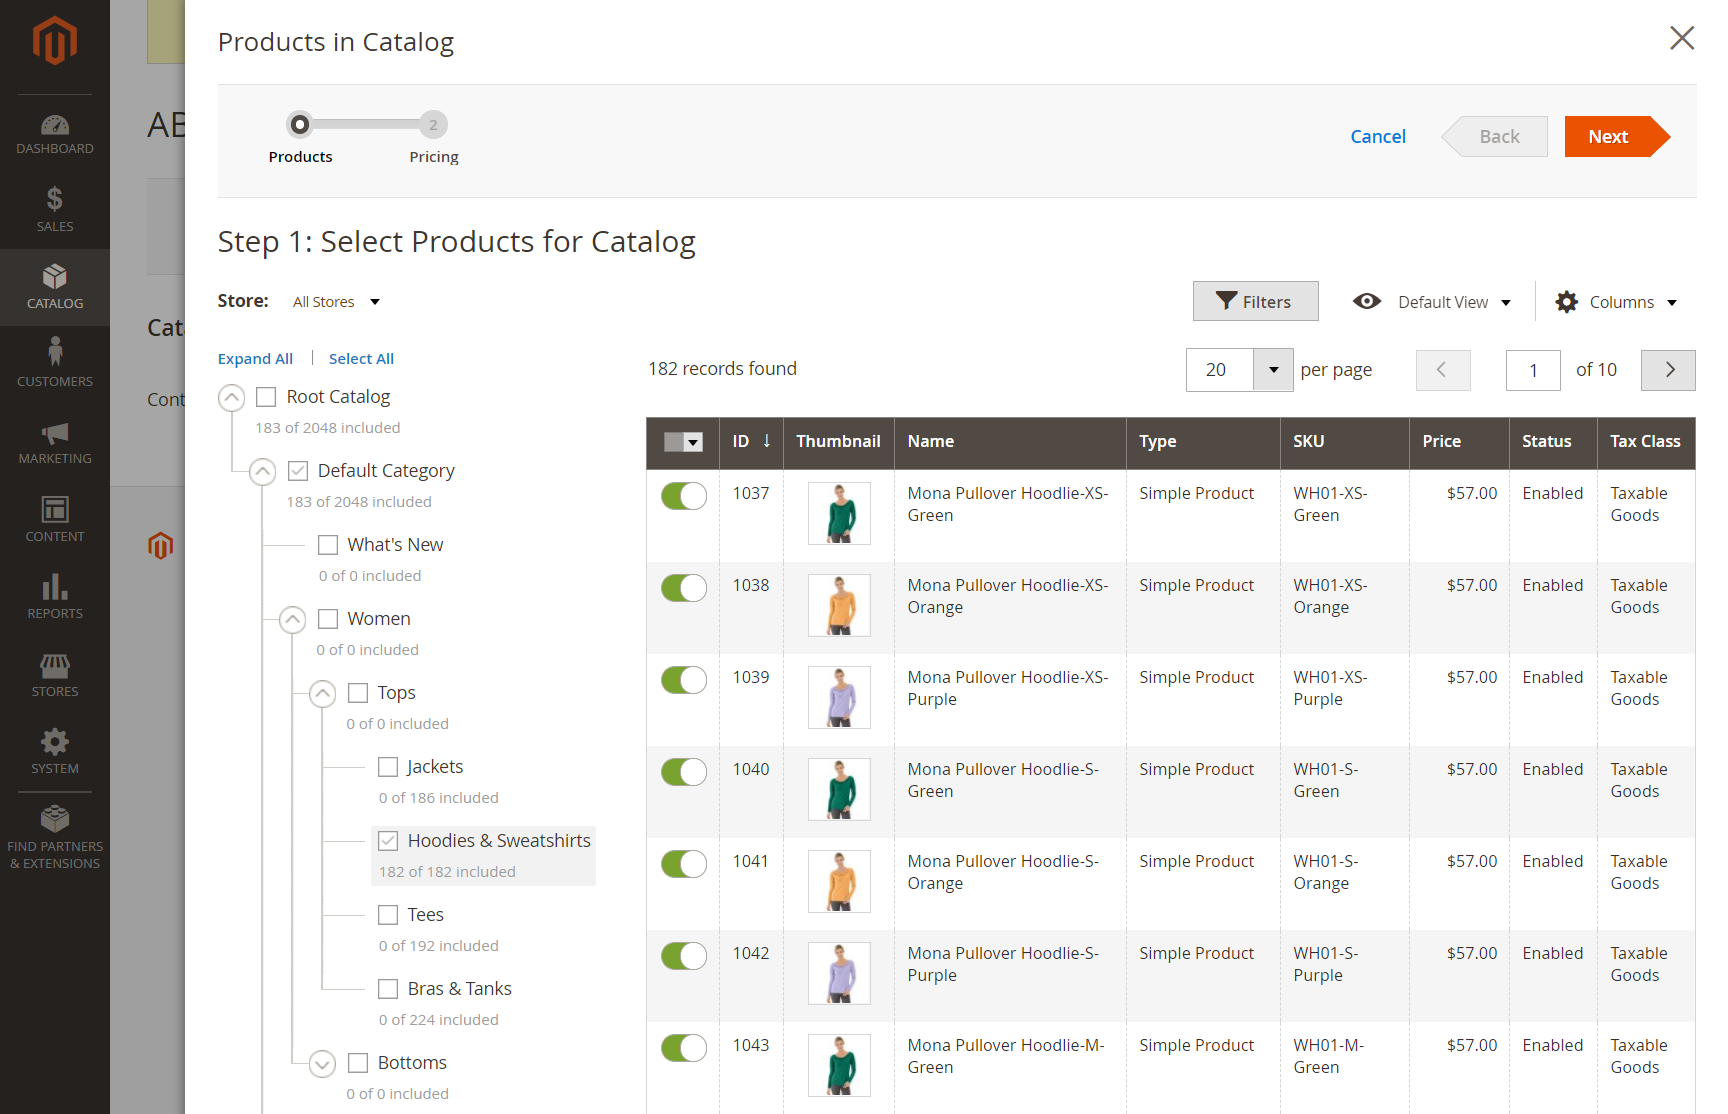 Products in Catalog
AB
DASHBOARD
SALES
CATALOG
CUSTOMERS
MARKETING
CONTENT
REPORTS
STORES
SYSTEM
FIND PARTNERS
& EXTENSIONS
Cat
Cont
2
Products
Pricing
Cancel
Back
Next
Step 1: Select Products for Catalog
Store: All Stores
Filters
Default View
Columns
Expand All
Select All
Root Catalog
183 of 2048 included
Default Category
183 of 2048 included
What's New
0 of 0 included
Women
0 of 0 included
Tops
0 of 0 included
Jackets
0 of 186 included
Hoodies & Sweatshirts
182 of 182 included
Tees
0 of 192 included
Bras & Tanks
0 of 224 included
Bottoms
0 of 0 included
182 records found
20 per page
1 of 10
ID ↓ Thumbnail Name Type SKU Price Status Tax Class
1037 Mona Pullover Hoodlie-XS- Simple Product WH01-XS- $57.00 Enabled Taxable
Green Green Goods
1038 Mona Pullover Hoodlie-XS- Simple Product WH01-XS- $57.00 Enabled Taxable
Orange Orange Goods
1039 Mona Pullover Hoodlie-XS- Simple Product WH01-XS- $57.00 Enabled Taxable
Purple Purple Goods
1040 Mona Pullover Hoodlie-S- Simple Product WH01-S- $57.00 Enabled Taxable
Green Green Goods
1041 Mona Pullover Hoodlie-S- Simple Product WH01-S- $57.00 Enabled Taxable
Orange Orange Goods
1042 Mona Pullover Hoodlie-S- Simple Product WH01-S- $57.00 Enabled Taxable
Purple Purple Goods
1043 Mona Pullover Hoodlie-M- Simple Product WH01-M- $57.00 Enabled Taxable
Green Green Goods